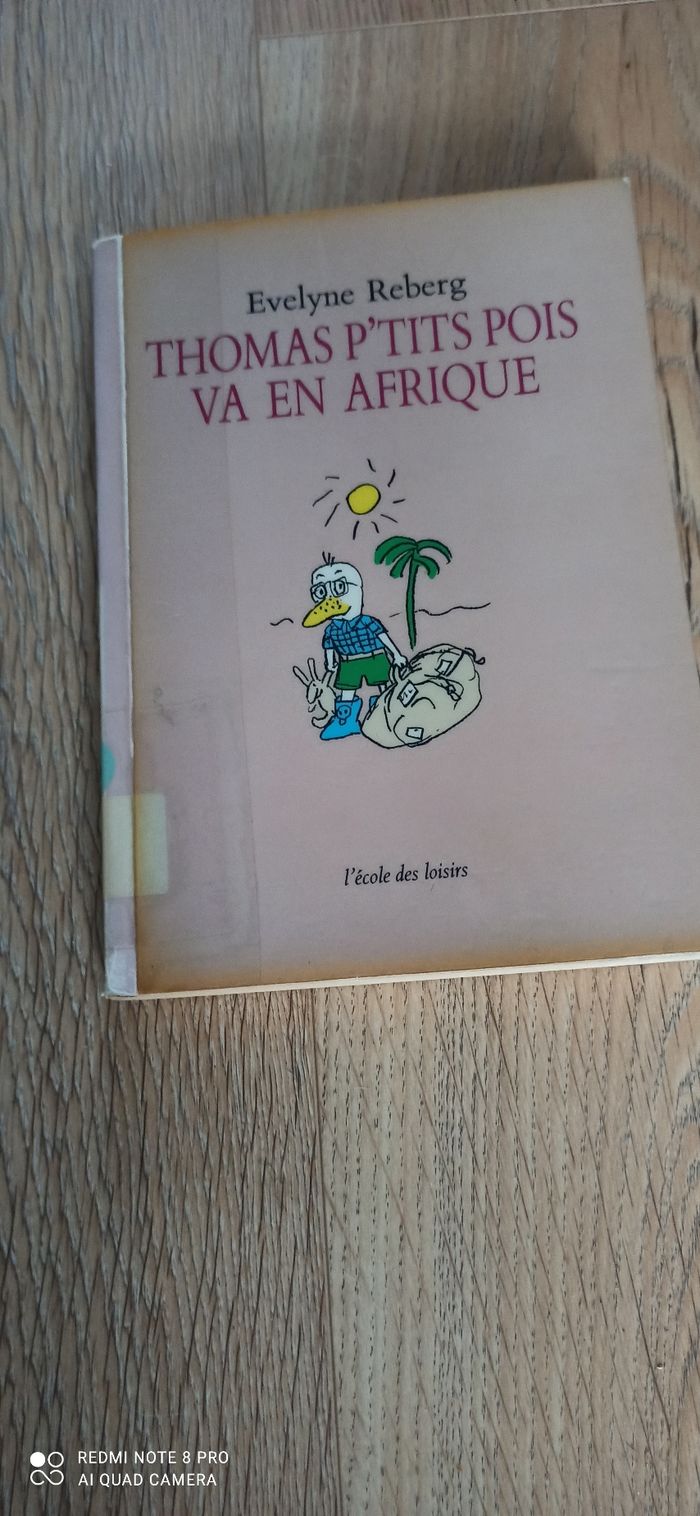 Evelyne Reberg
THOMAS P'TITS POIS
VA EN AFRIQUE
l'école des loisirs
REDMI NOTE 8 PRO
AI QUAD CAMERA